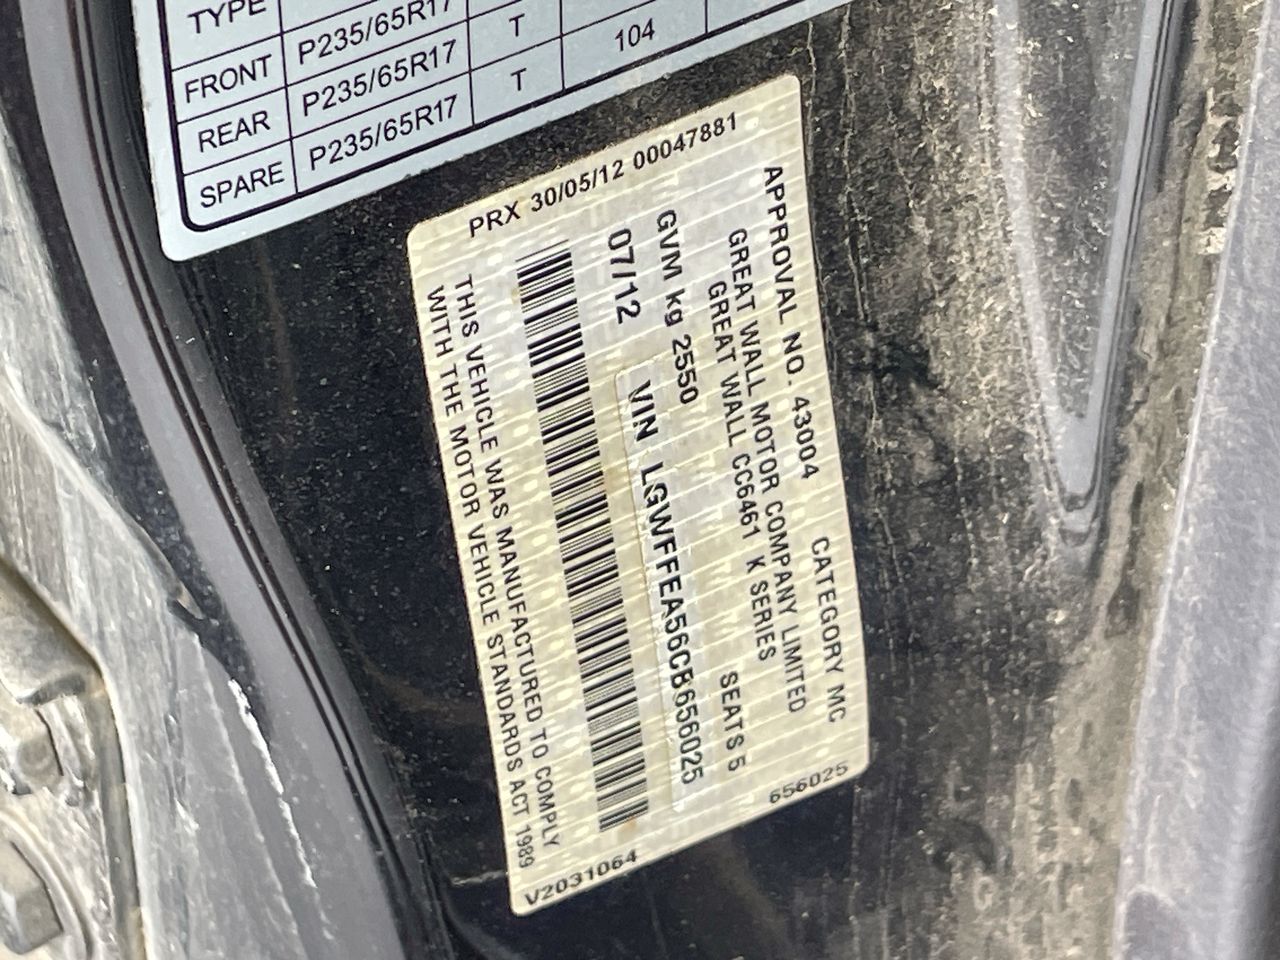 TYPE
FRONT P235/65R17 T 104
REAR P235/65R17 T
SPARE P235/65R17
PRX 30/05/12 00047881
APPROVAL NO. 43004 CATEGORY MC
GREAT WALL MOTOR COMPANY LIMITED
GREAT WALL CC6461 K SERIES
GVM kg 2550 SEATS 5
07/12 VIN LGWFFEA56CB656025
THIS VEHICLE WAS MANUFACTURED TO COMPLY
WITH THE MOTOR VEHICLE STANDARDS ACT 1989
V2031064 656025